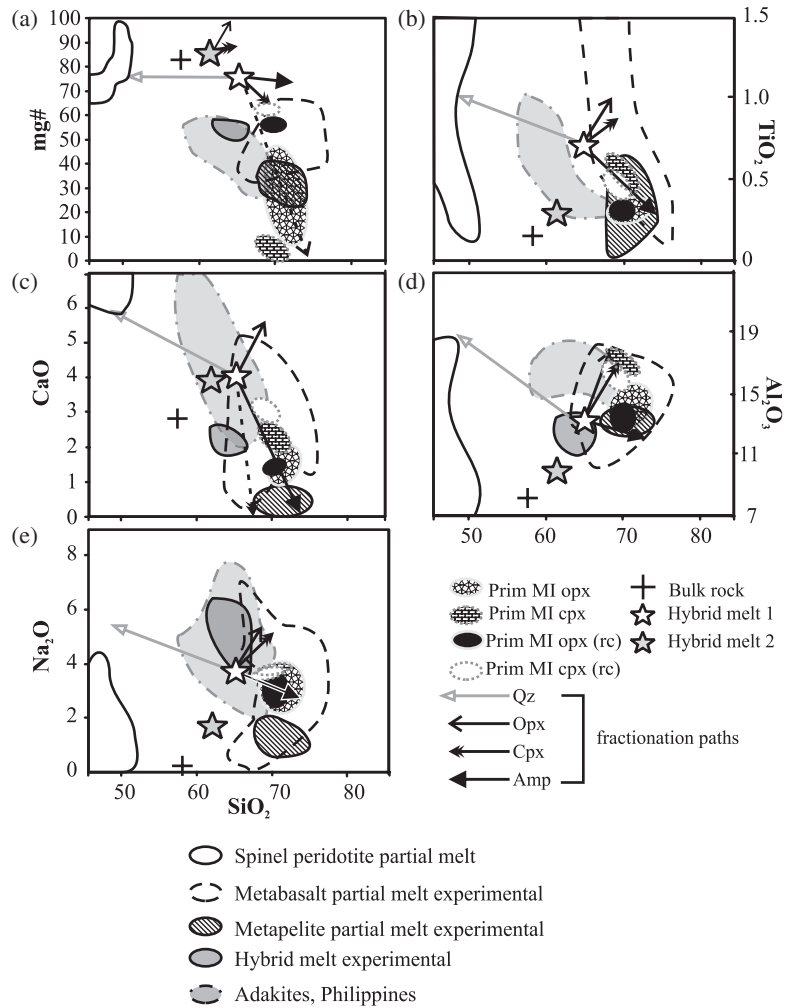 (a)
100
90
80
70
60
50
40
30
20
10
0
mg#
(b)
1.5
1.0
0.5
0
TiO2
(c)
6
5
4
3
2
1
0
CaO
50
60
70
80
(d)
19
15
11
7
Al2O3
50
60
70
80
(e)
8
6
4
2
0
Na2O
50
60
70
80
SiO2
Prim MI opx
Prim MI cpx
Prim MI opx (rc)
Prim MI cpx (rc)
Bulk rock
Hybrid melt 1
Hybrid melt 2
Qz
Opx
Cpx
Amp
fractionation paths
Spinel peridotite partial melt
Metabasalt partial melt experimental
Metapelite partial melt experimental
Hybrid melt experimental
Adakites, Philippines